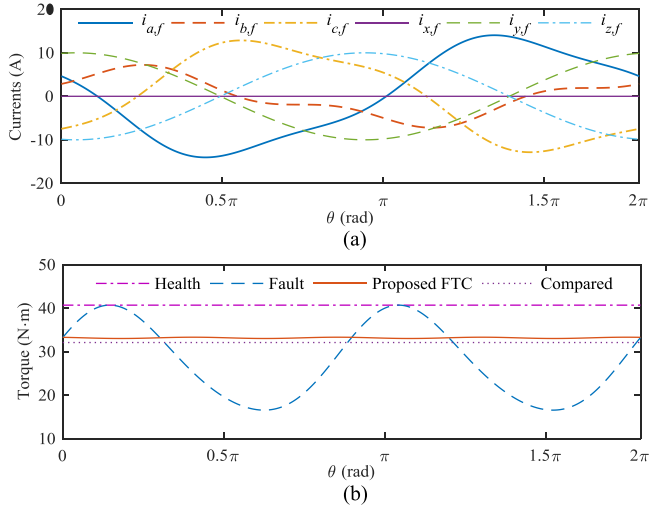 20 i_{a,f} i_{b,f} i_{c,f} i_{x,f} i_{y,f} i_{z,f}
10
0
-10
-20
Currents (A)
0 0.5π π 1.5π 2π
θ (rad)
(a)
50
Health Fault Proposed FTC Compared
40
30
20
10
Torque (N·m)
0 0.5π π 1.5π 2π
θ (rad)
(b)